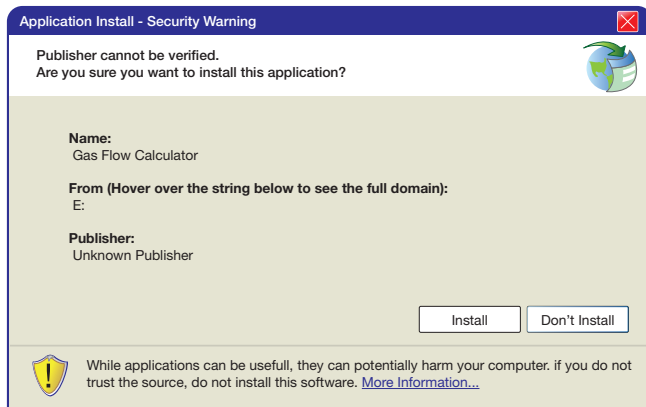 Application Install - Security Warning
Publisher cannot be verified.
Are you sure you want to install this application?
Name:
Gas Flow Calculator
From (Hover over the string below to see the full domain):
E:
Publisher:
Unknown Publisher
Install
Don't Install
While applications can be usefull, they can potentially harm your computer. if you do not
trust the source, do not install this software. More Information...